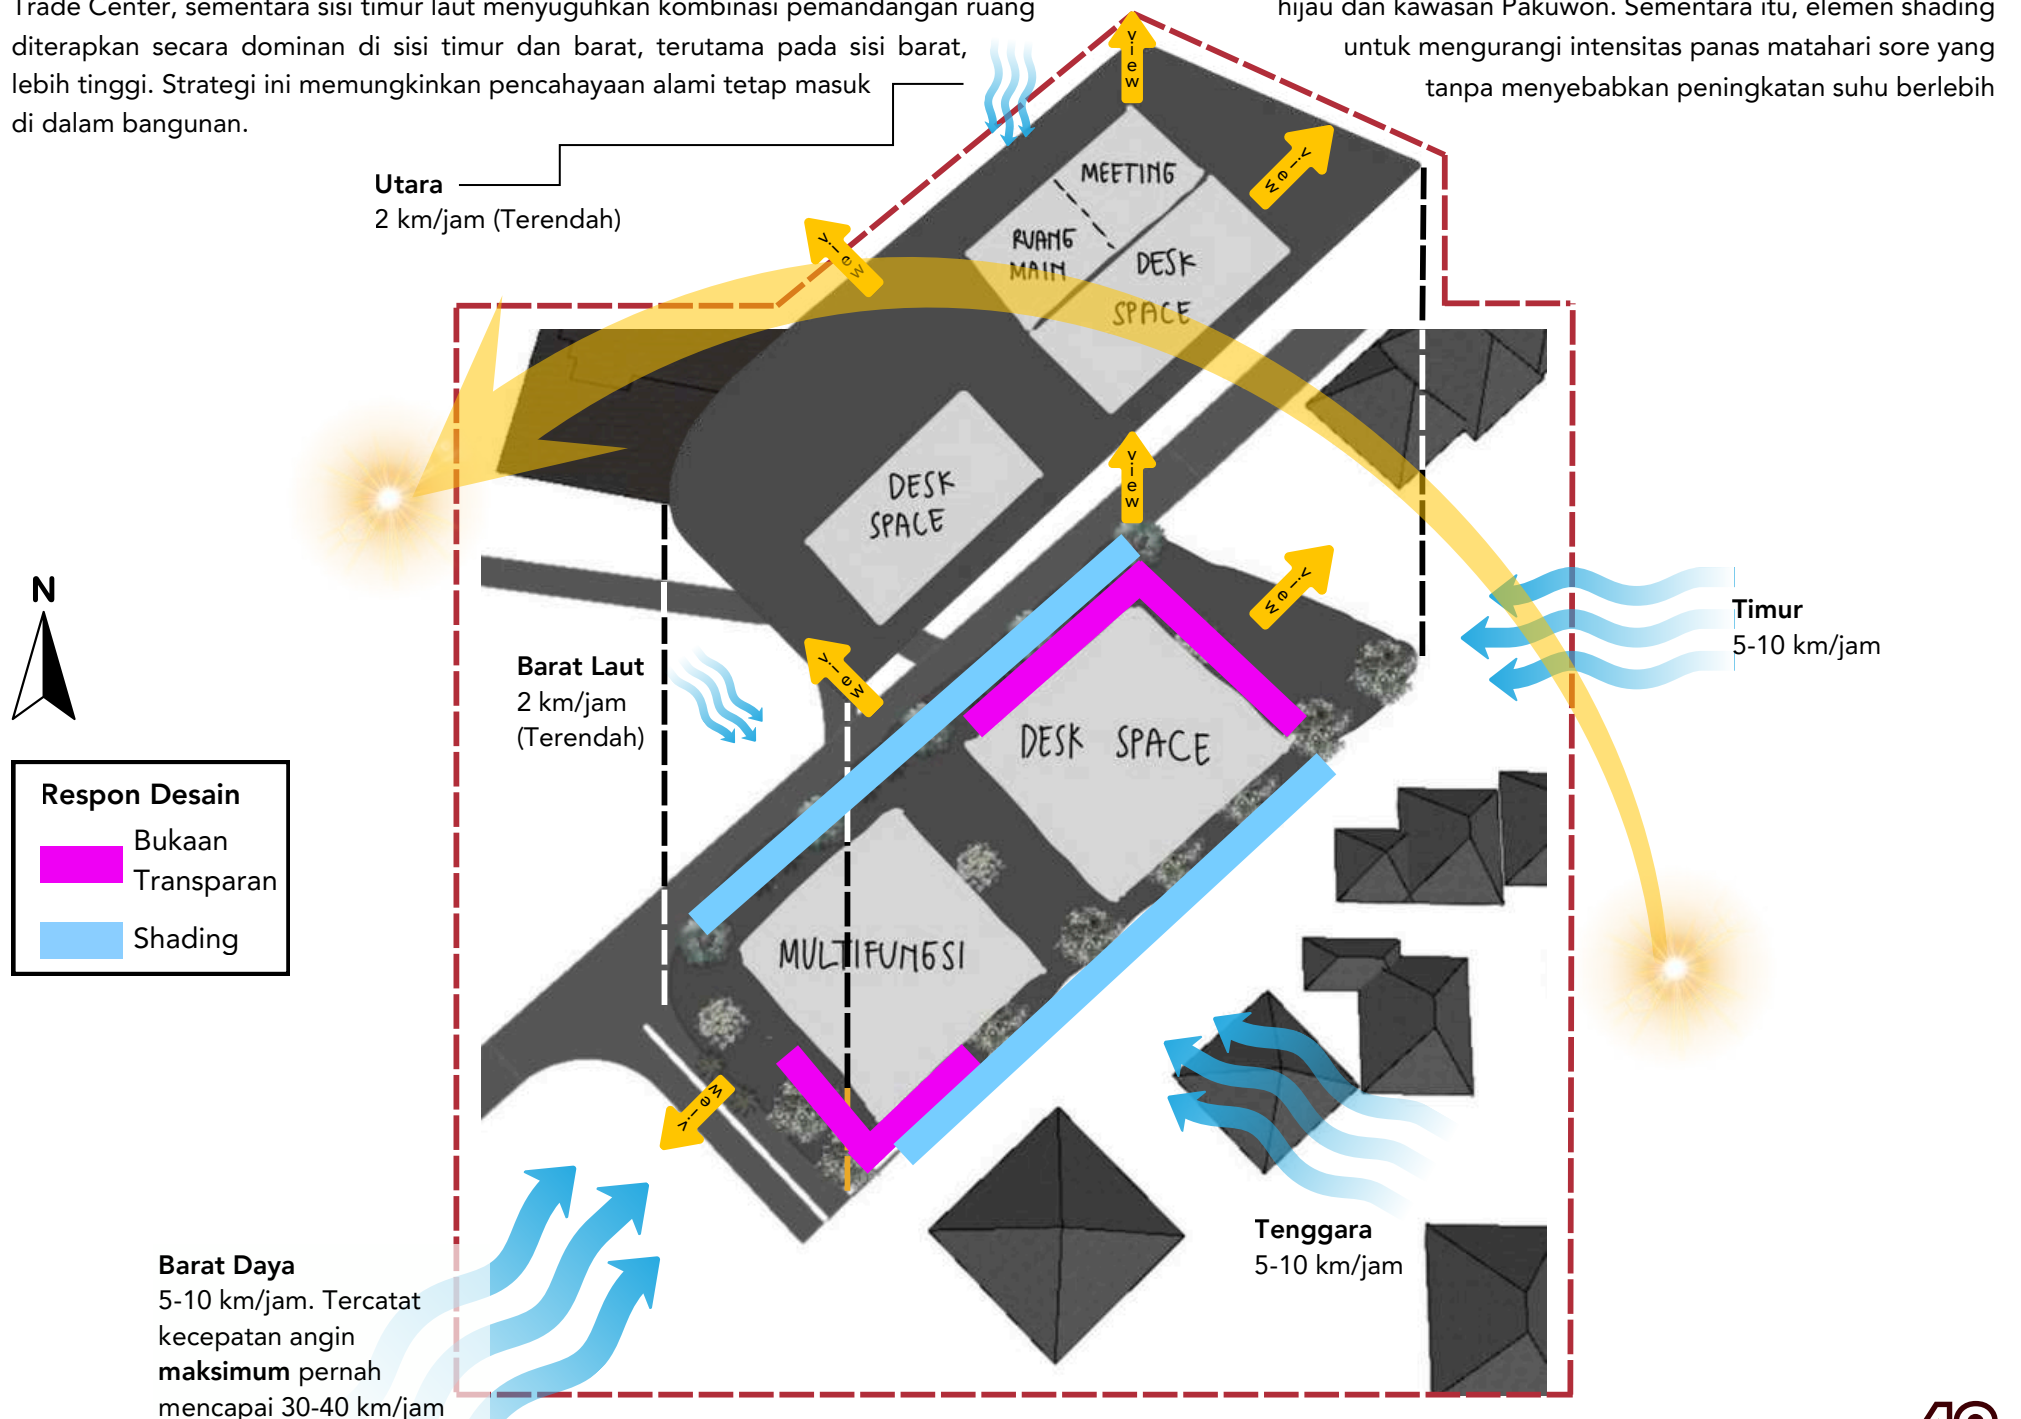 Trade Center, sementara sisi timur laut menyuguhkan kombinasi pemandangan ruang hijau dan kawasan Pakuwon. Sementara itu, elemen shading
diterapkan secara dominan di sisi timur dan barat, terutama pada sisi barat, untuk mengurangi intensitas panas matahari sore yang
lebih tinggi. Strategi ini memungkinkan pencahayaan alami tetap masuk tanpa menyebabkan peningkatan suhu berlebih
di dalam bangunan.
view
Utara
2 km/jam (Terendah)
MEETING
view
RUANG
MAIN
DESK
SPACE
view
DESK
SPACE
view
N
view
Timur
5-10 km/jam
Barat Laut
2 km/jam
(Terendah)
view
DESK SPACE
Respon Desain
Bukaan
Transparan
Shading
MULTIFUNGSI
view
Tenggara
5-10 km/jam
Barat Daya
5-10 km/jam. Tercatat
kecepatan angin
maksimum pernah
mencapai 30-40 km/jam